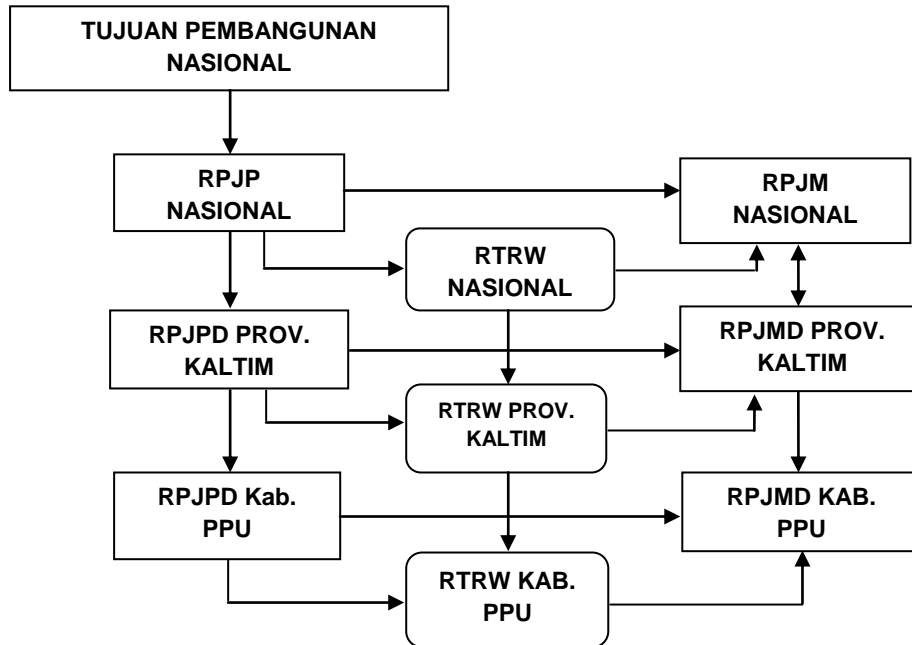 TUJUAN PEMBANGUNAN
NASIONAL
RPJP
NASIONAL
RPJM
NASIONAL
RTRW
NASIONAL
RPJPD PROV.
KALTIM
RPJMD PROV.
KALTIM
RTRW PROV.
KALTIM
RPJPD Kab.
PPU
RPJMD KAB.
PPU
RTRW KAB.
PPU